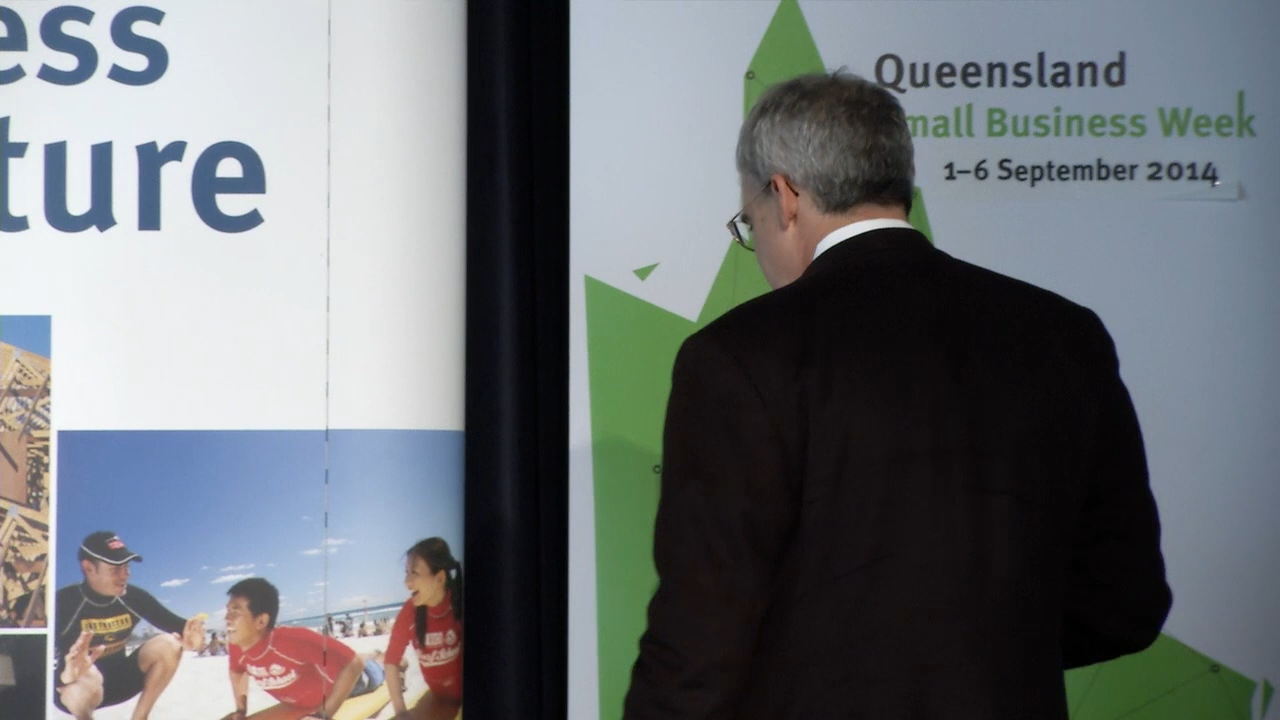 ess
ture
Queensland
mall Business Week
1–6 September 2014